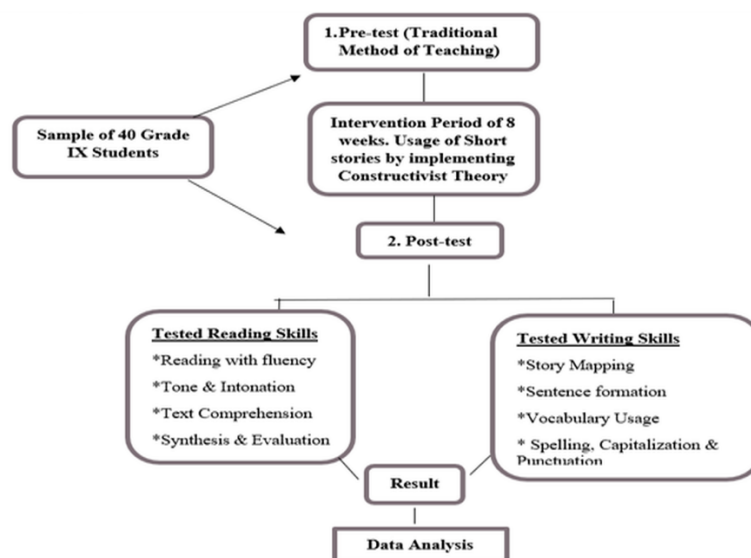 1.Pre-test (Traditional
Method of Teaching)
Sample of 40 Grade
IX Students
Intervention Period of 8
weeks. Usage of Short
stories by implementing
Constructivist Theory
2. Post-test
Tested Reading Skills
*Reading with fluency
*Tone & Intonation
*Text Comprehension
*Synthesis & Evaluation
Tested Writing Skills
*Story Mapping
*Sentence formation
*Vocabulary Usage
* Spelling, Capitalization &
Punctuation
Result
Data Analysis